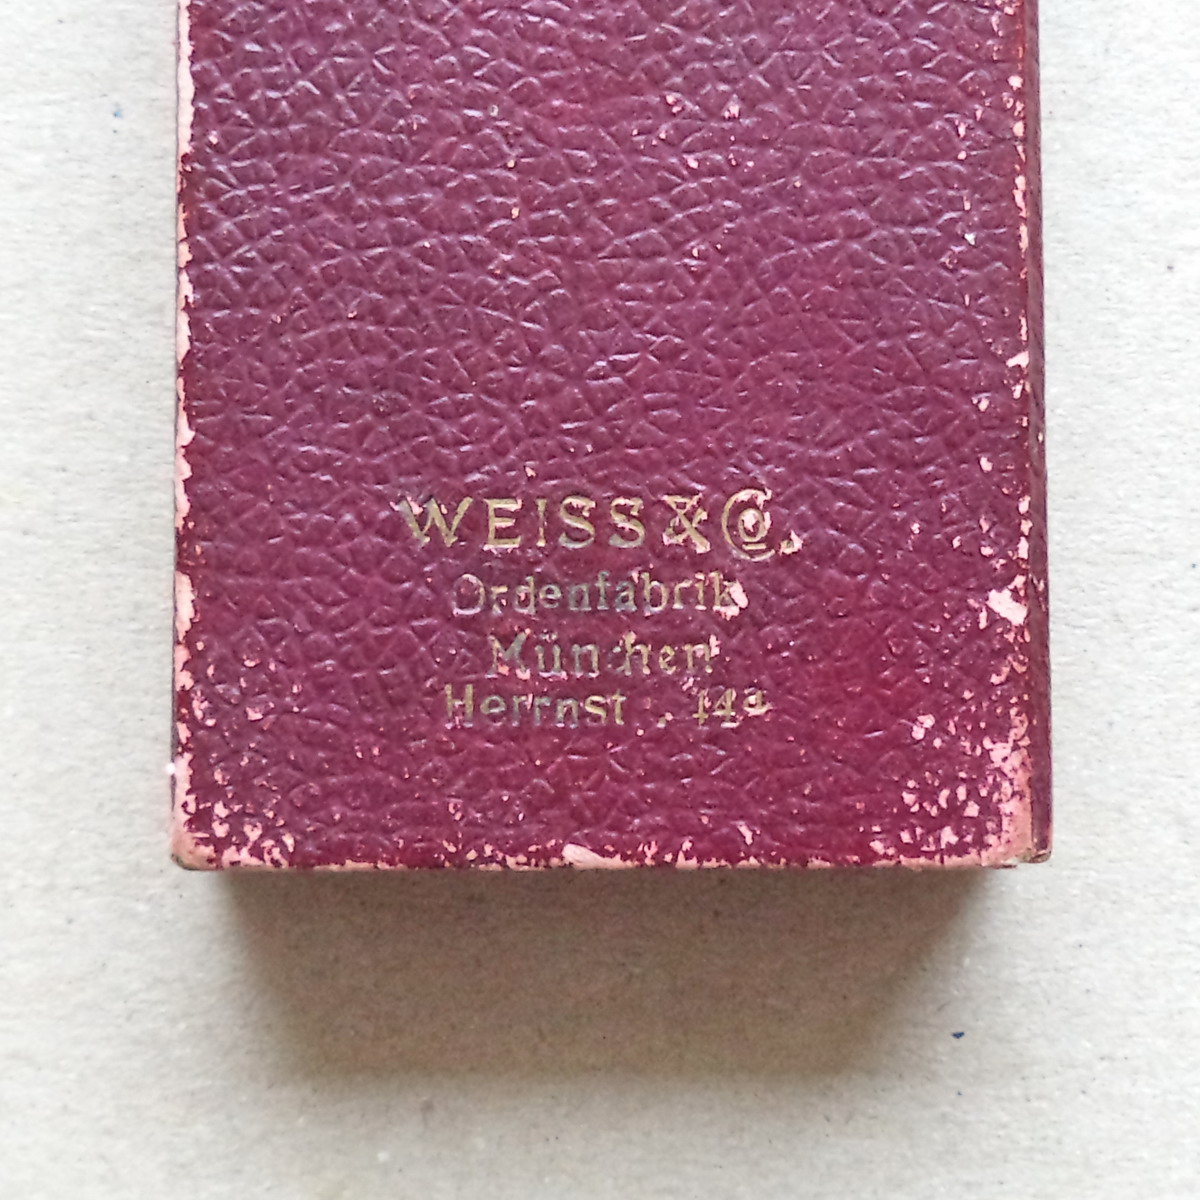 WEISS & Co.
Ordenfabrik
München
Herrnst. 14a